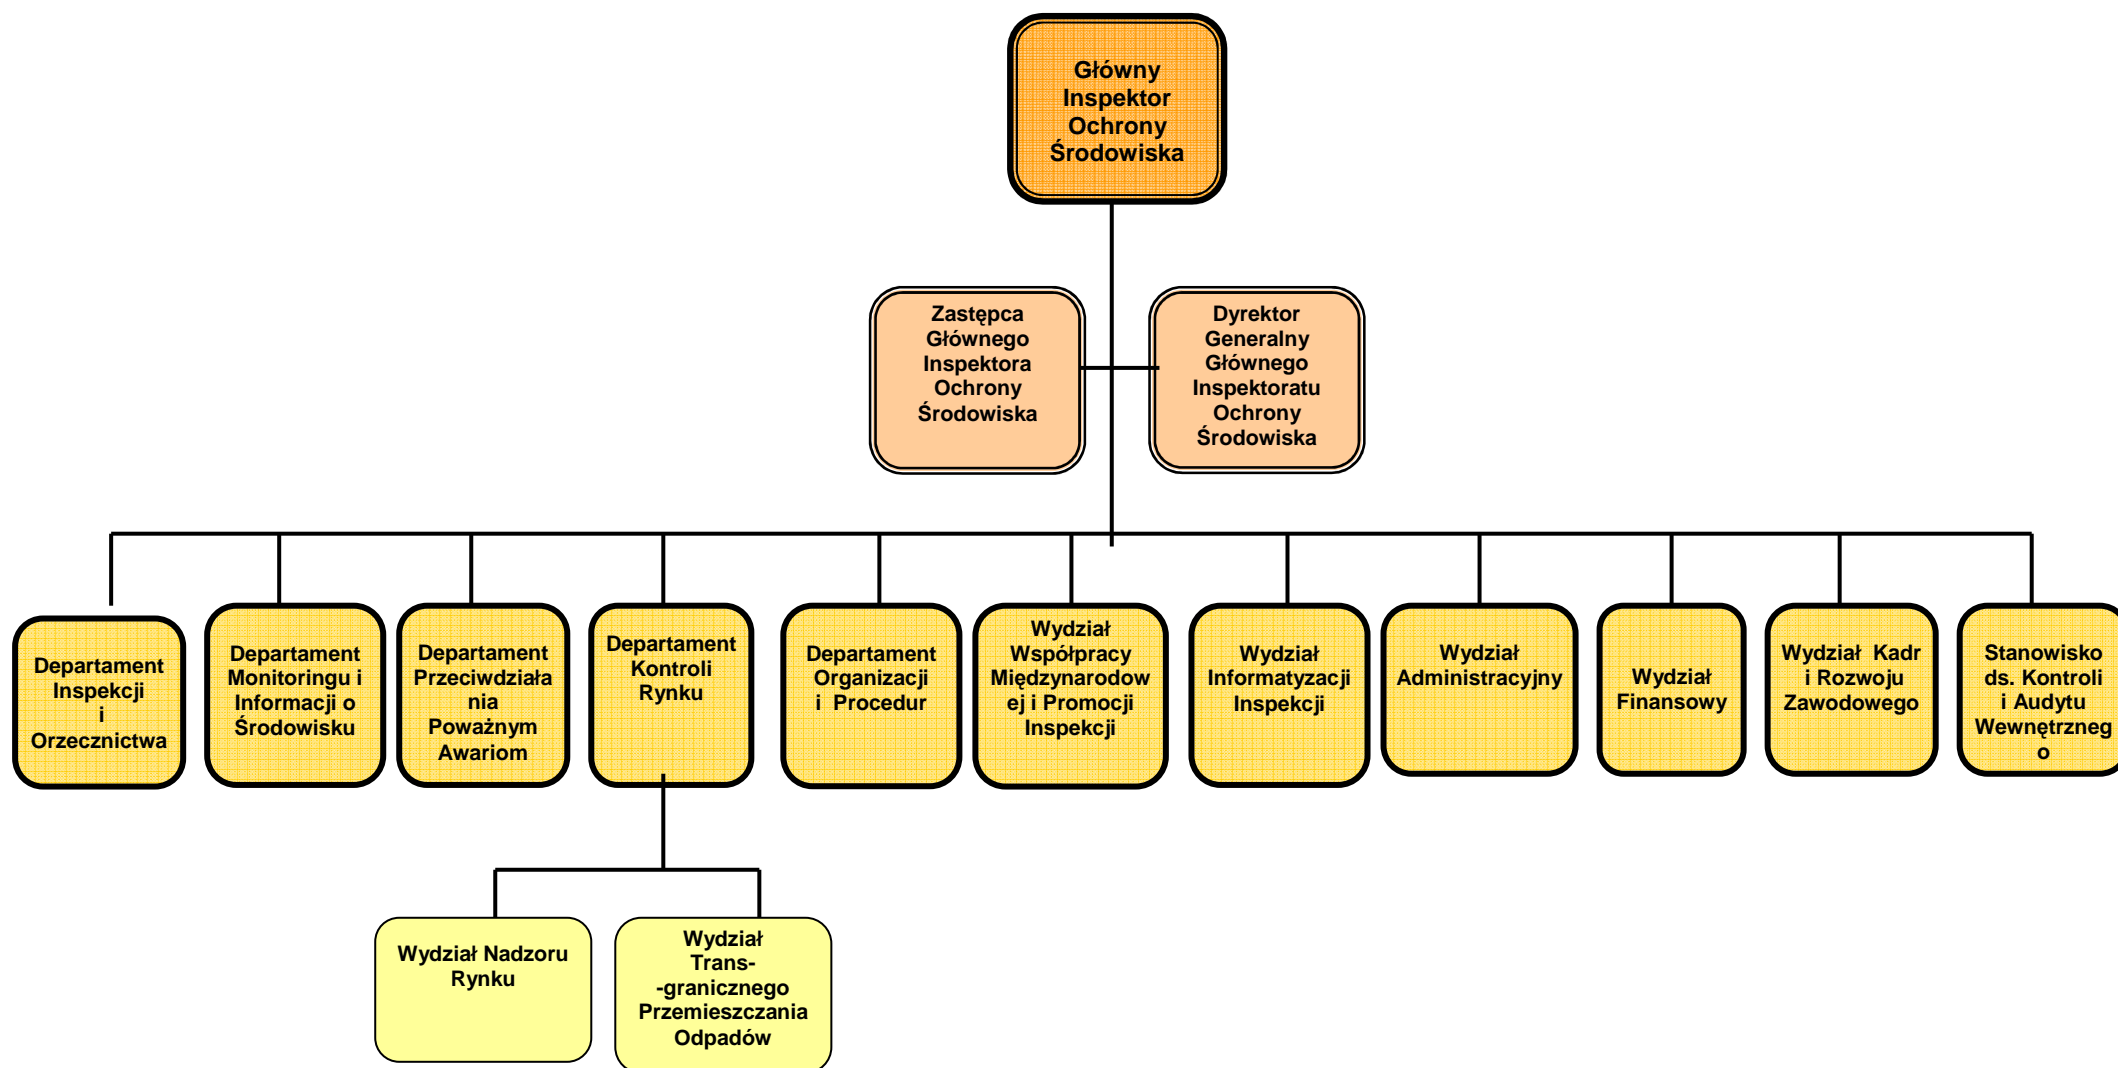 Główny
Inspektor
Ochrony
Środowiska
Zastępca
Głównego
Inspektora
Ochrony
Środowiska
Dyrektor
Generalny
Głównego
Inspektoratu
Ochrony
Środowiska
Departament
Inspekcji
i
Orzecznictwa
Departament
Monitoringu i
Informacji o
Środowisku
Departament
Przeciwdziała
nia
Poważnym
Awariom
Departament
Kontroli
Rynku
Departament
Organizacji
i Procedur
Wydział
Współpracy
Międzynarodow
ej i Promocji
Inspekcji
Wydział
Informatyzacji
Inspekcji
Wydział
Administracyjny
Wydział
Finansowy
Wydział Kadr
i Rozwoju
Zawodowego
Stanowisko
ds. Kontroli
i Audytu
Wewnętrzneg
o
Wydział Nadzoru
Rynku
Wydział
Trans-
-granicznego
Przemieszczania
Odpadów